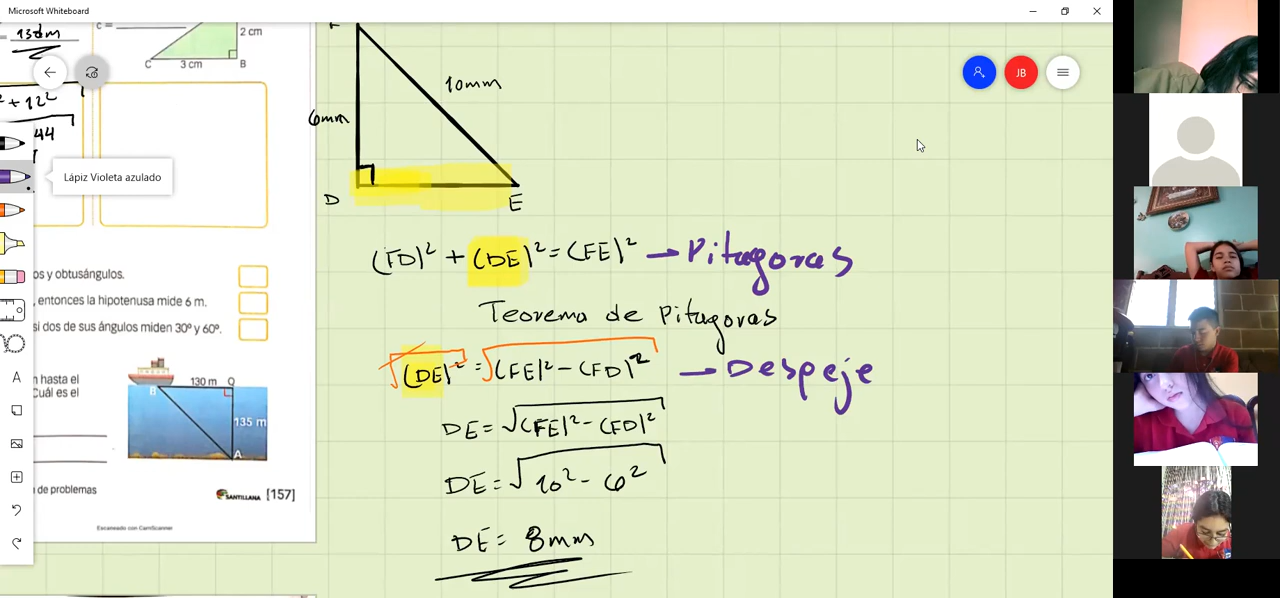 Microsoft Whiteboard
c =
2 cm
C
3 cm
B
JB
+ 12²
44
Lápiz Violeta azulado
10mm
6mm
D
E
(FD)² + (DE)² = (FE)² → Pitagoras
Teorema de Pitagoras
(DE)² = (FE)² - (FD)² → Despeje
DE = √(FE)² - (FD)²
DE = √10² - 6²
DE = 8mm
os y obtusángulos.
, entonces la hipotenusa mide 6 m.
si dos de sus ángulos miden 30° y 60°.
hasta el
Cuál es el
130 m
Q
B
135 m
A
de problemas
SANTILLANA [157]
Escaneado con CamScanner
A